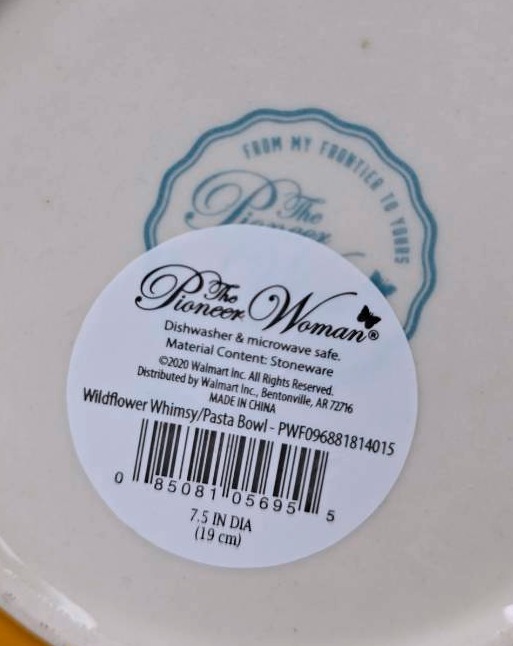 FROM MY FRONTIER TO YOURS
The
Pioneer
The
Pioneer Woman®
Dishwasher & microwave safe.
Material Content: Stoneware
©2020 Walmart Inc. All Rights Reserved.
Distributed by Walmart Inc., Bentonville, AR 72716
MADE IN CHINA
Wildflower Whimsy/Pasta Bowl - PWF096881814015
0 85081 05695 5
7.5 IN DIA
(19 cm)